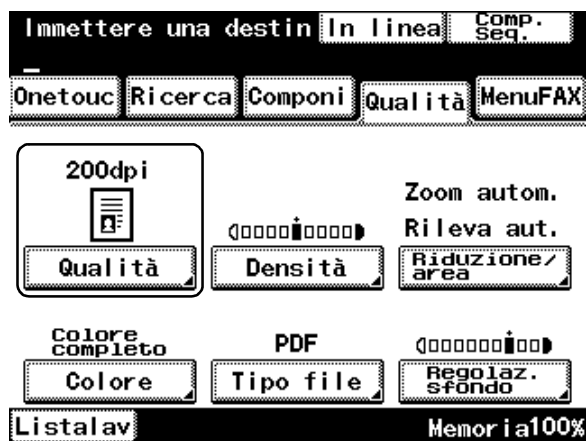 Immettere una destin In linea Comp. Seq.
Onetouc Ricerca Componi Qualità MenuFAX
200dpi
Zoom autom.
Rileva aut.
Qualità Densità Riduzione/area
Colore completo PDF
Colore Tipo file Regolaz. sfondo
Listalav Memoria100%